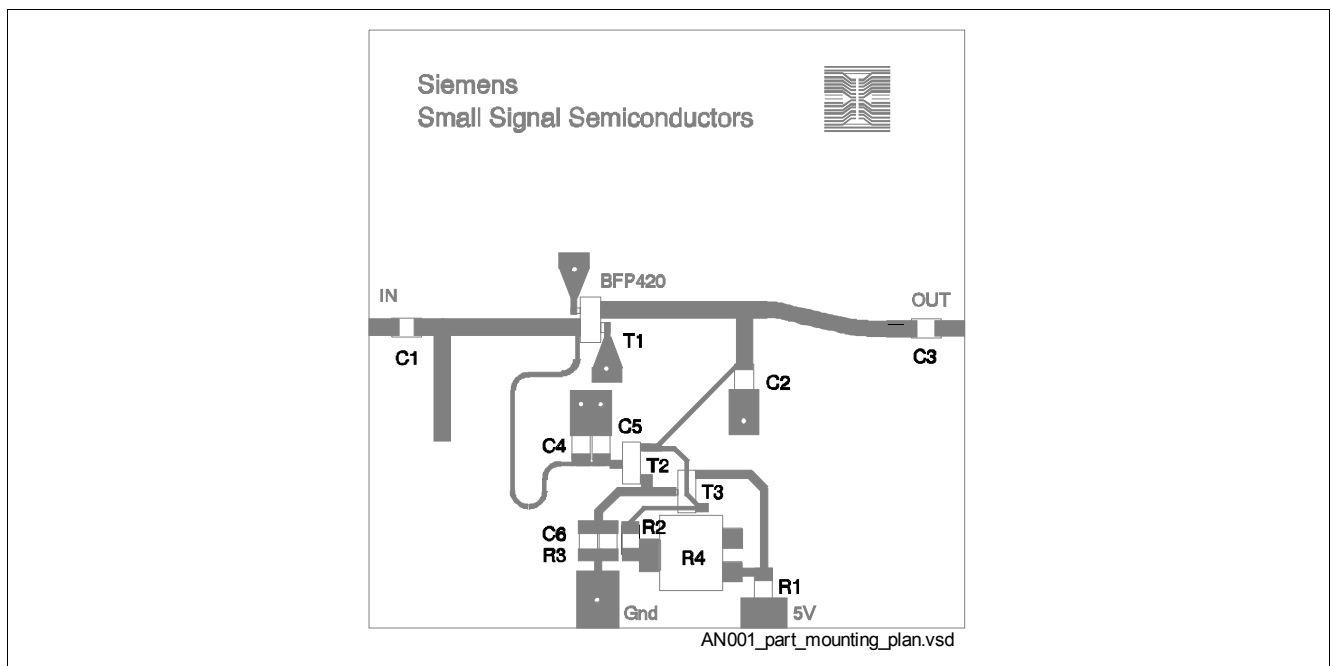 Siemens
Small Signal Semiconductors
BFP420
IN
OUT
T1
C1
C3
C2
C5
C4
T2
T3
C6
R2
R3
R4
R1
Gnd
5V
AN001_part_mounting_plan.vsd